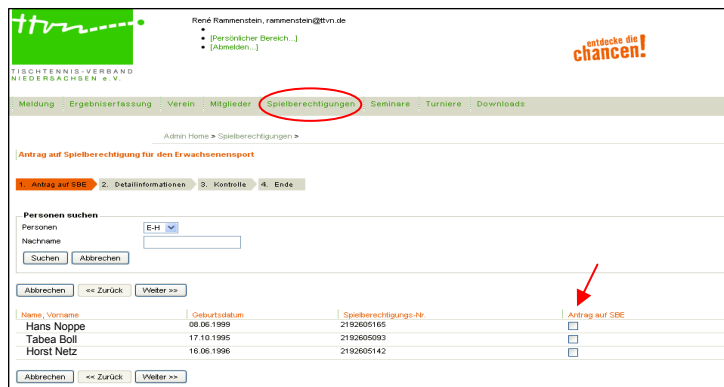 ttvn
René Rammenstein, rammenstein@ttvn.de
[Persönlicher Bereich...]
[Abmelden...]
entdecke die
chancen!
TISCHTENNIS-VERBAND
NIEDERSACHSEN e.V.
Meldung Ergebniserfassung Verein Mitglieder Spielberechtigungen Seminare Turniere Downloads
Admin Home > Spielberechtigungen >
Antrag auf Spielberechtigung für den Erwachsenensport
1. Antrag auf SBE 2. Detailinformationen 3. Kontrolle 4. Ende
Personen suchen
Personen E-H
Nachname
Suchen Abbrechen
Abbrechen << Zurück Weiter >>
Name, Vorname Geburtsdatum Spielberechtigungs-Nr. Antrag auf SBE
Hans Noppe 08.06.1999 2192605165
Tabea Boll 17.10.1995 2192605093
Horst Netz 16.06.1996 2192605142
Abbrechen << Zurück Weiter >>